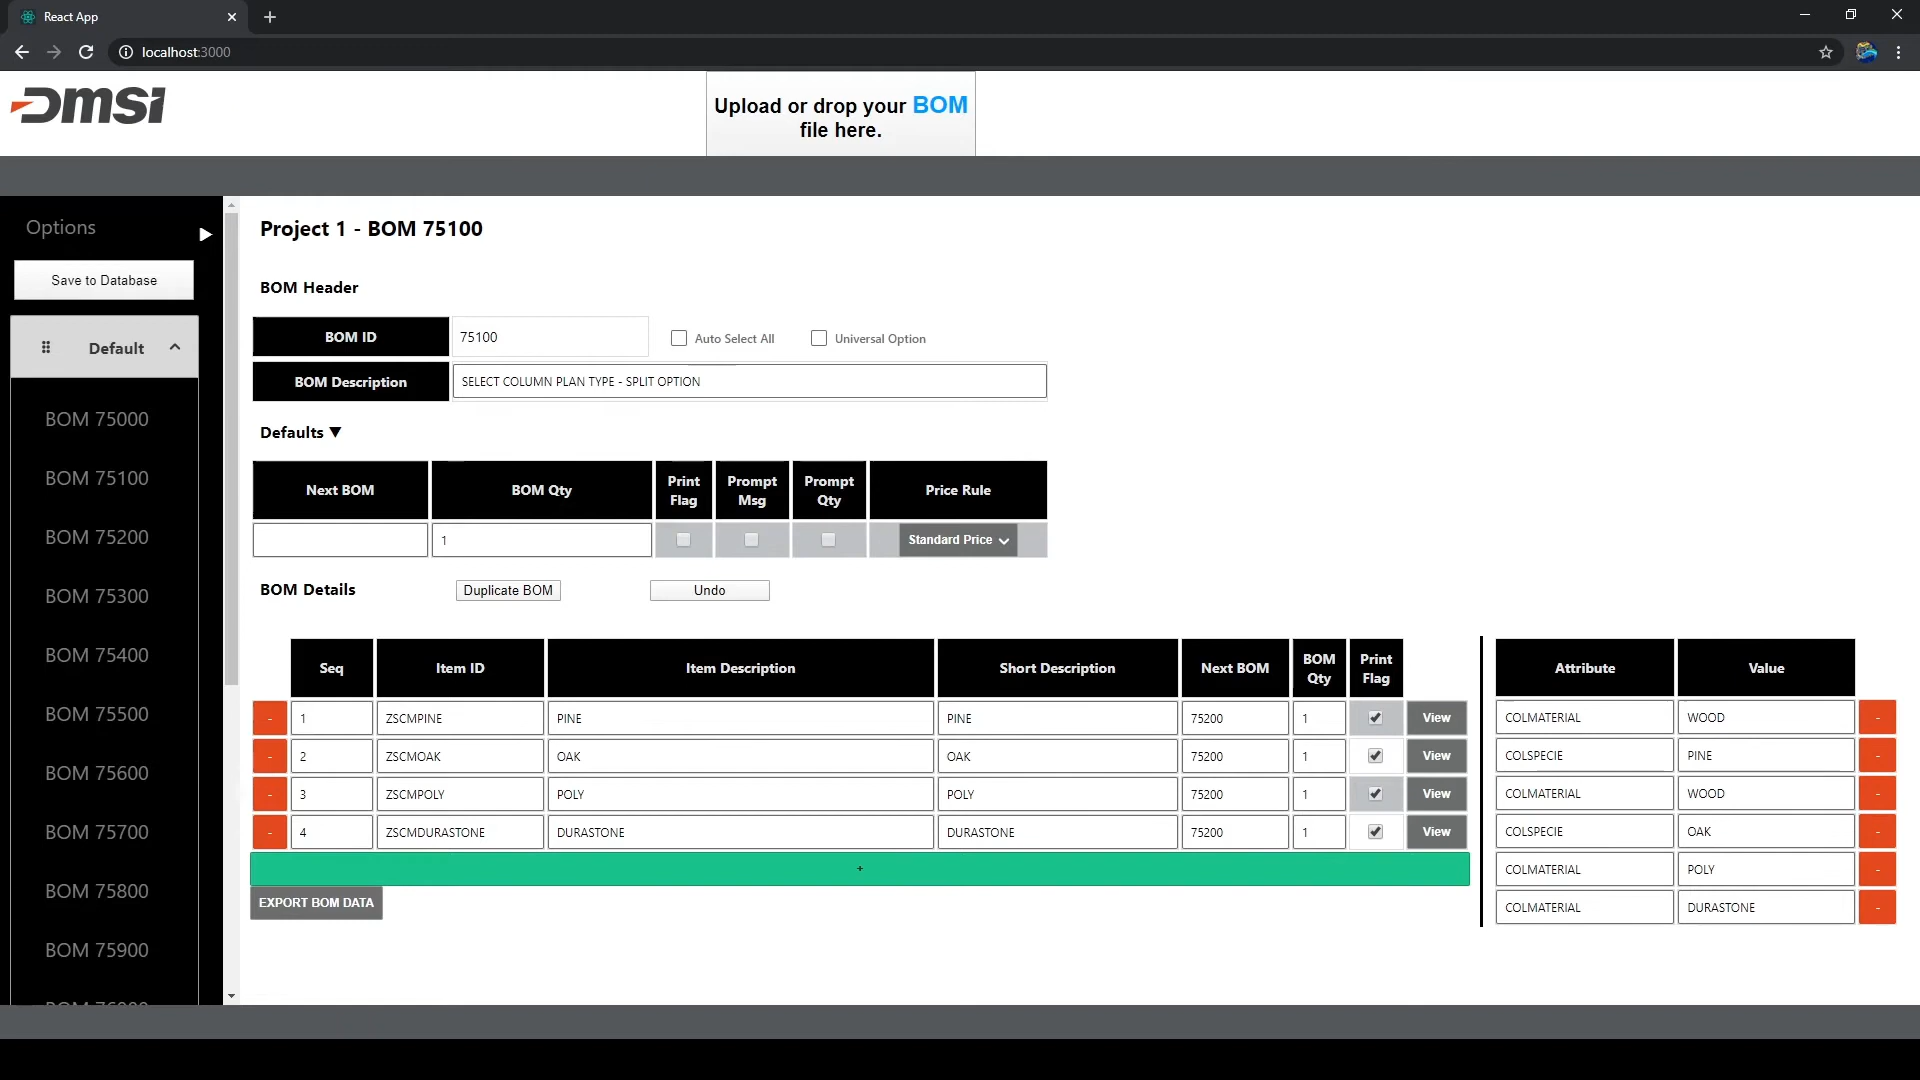 React App
localhost:3000
DMSI
Upload or drop your BOM
file here.
Options
Save to Database
Default
BOM 75000
BOM 75100
BOM 75200
BOM 75300
BOM 75400
BOM 75500
BOM 75600
BOM 75700
BOM 75800
BOM 75900
Project 1 - BOM 75100
BOM Header
BOM ID 75100 Auto Select All Universal Option
BOM Description SELECT COLUMN PLAN TYPE - SPLIT OPTION
Defaults ▼
Next BOM BOM Qty Print Flag Prompt Msg Prompt Qty Price Rule
1 Standard Price
BOM Details Duplicate BOM Undo
Seq Item ID Item Description Short Description Next BOM BOM Qty Print Flag
- 1 ZSCMPINE PINE PINE 75200 1 View
- 2 ZSCMOAK OAK OAK 75200 1 View
- 3 ZSCMPOLY POLY POLY 75200 1 View
- 4 ZSCMDURASTONE DURASTONE DURASTONE 75200 1 View
+
EXPORT BOM DATA
Attribute Value
COLMATERIAL WOOD -
COLSPECIE PINE -
COLMATERIAL WOOD -
COLSPECIE OAK -
COLMATERIAL POLY -
COLMATERIAL DURASTONE -